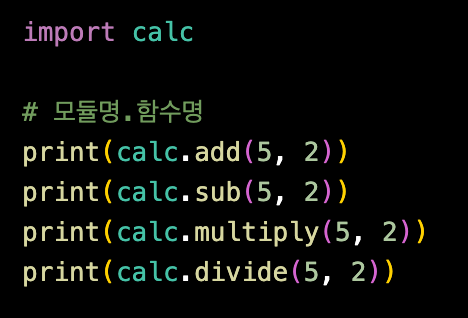 import calc
# 모듈명.함수명
print(calc.add(5, 2))
print(calc.sub(5, 2))
print(calc.multiply(5, 2))
print(calc.divide(5, 2))